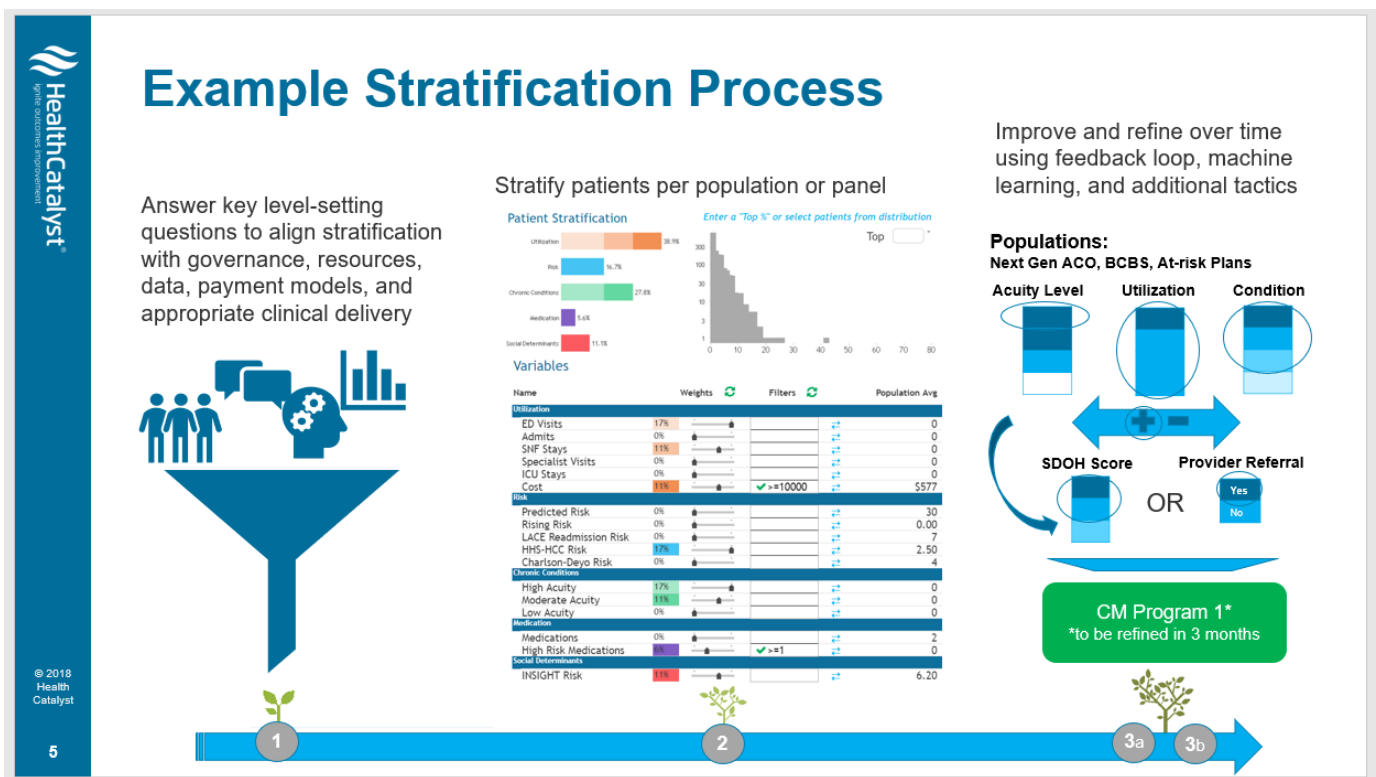 HealthCatalyst®
ignite outcomes improvement
© 2018
Health
Catalyst
5
Example Stratification Process
Answer key level-setting
questions to align stratification
with governance, resources,
data, payment models, and
appropriate clinical delivery
Stratify patients per population or panel
Patient Stratification
Enter a "Top %" or select patients from distribution
Top
Utilization 38.9%
Risk 16.7%
Chronic Conditions 27.8%
Medication 5.6%
Social Determinants 11.1%
300
100
30
10
3
1
0 10 20 30 40 50 60 70 80
Variables
Name Weights Filters Population Avg
Utilization
ED Visits 17% 0
Admits 0% 0
SNF Stays 11% 0
Specialist Visits 0% 0
ICU Stays 0% 0
Cost 11% >=10000 $577
Risk
Predicted Risk 0% 30
Rising Risk 0% 0.00
LACE Readmission Risk 0% 7
HHS-HCC Risk 17% 2.50
Charlson-Deyo Risk 0% 4
Chronic Conditions
High Acuity 17% 0
Moderate Acuity 11% 0
Low Acuity 0% 0
Medication
Medications 0% 2
High Risk Medications 6% >=1 0
Social Determinants
INSIGHT Risk 11% 6.20
Improve and refine over time
using feedback loop, machine
learning, and additional tactics
Populations:
Next Gen ACO, BCBS, At-risk Plans
Acuity Level Utilization Condition
SDOH Score Provider Referral
OR
Yes
No
CM Program 1*
*to be refined in 3 months
1
2
3a
3b